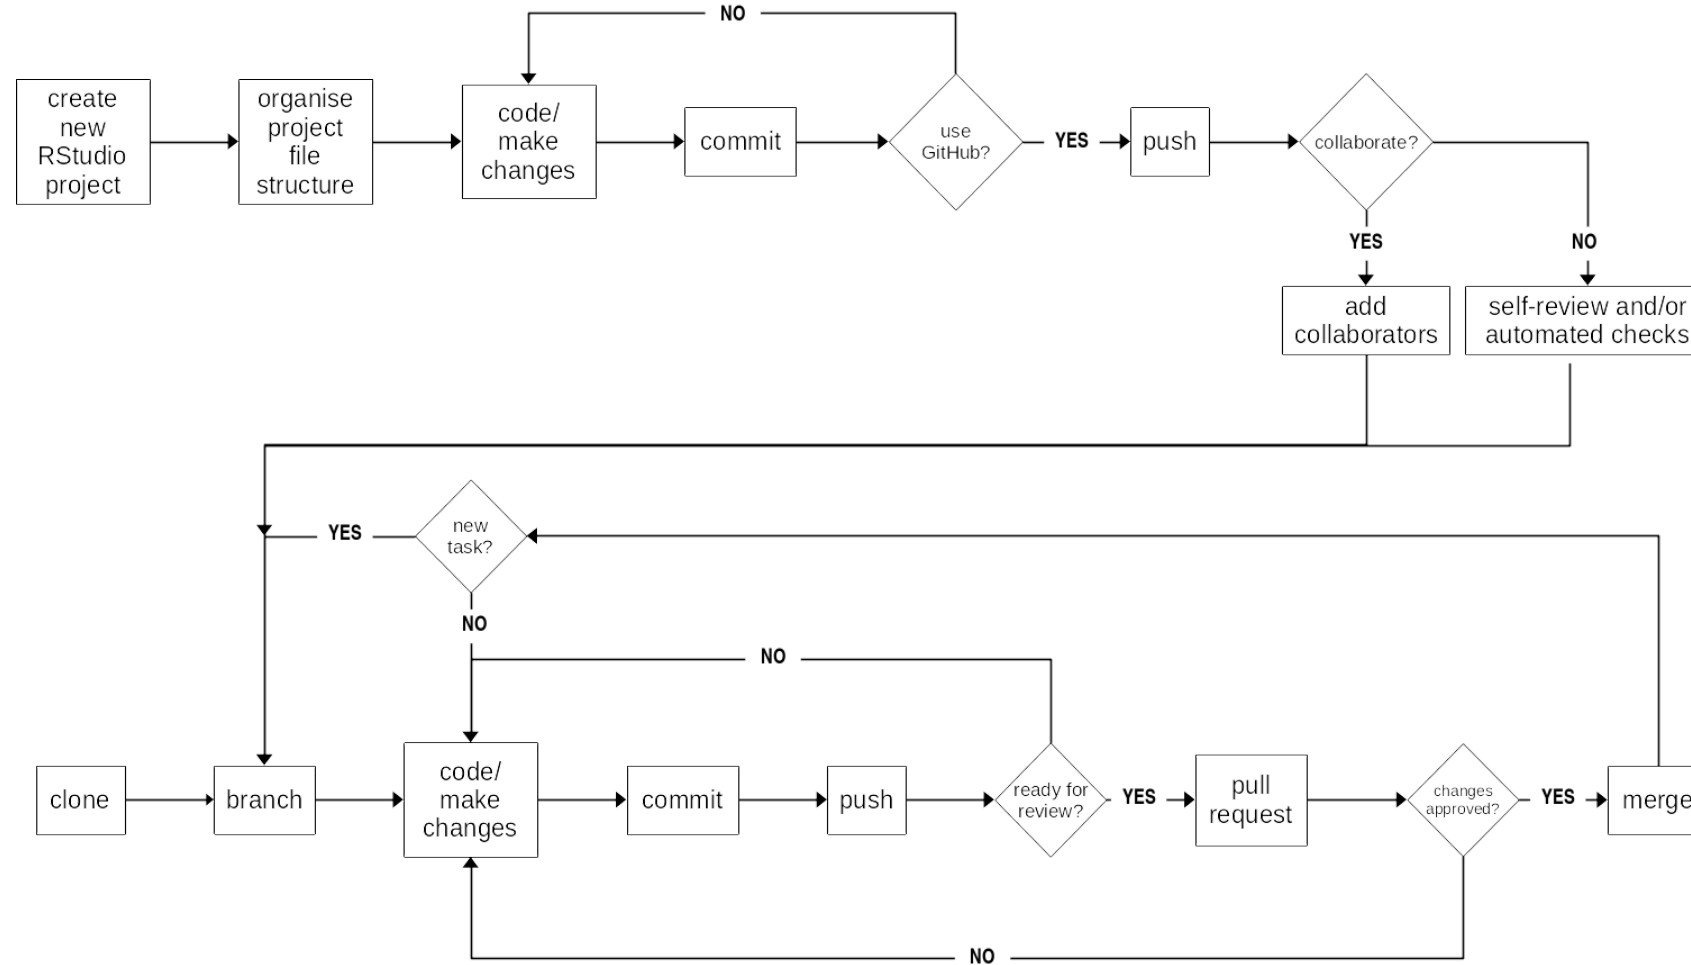 NO
create
new
RStudio
project
organise
project
file
structure
code/
make
changes
commit
use
GitHub?
YES
push
collaborate?
YES
NO
add
collaborators
self-review and/or
automated checks
new
task?
YES
NO
NO
clone
branch
code/
make
changes
commit
push
ready for
review?
YES
pull
request
changes
approved?
YES
merge
NO